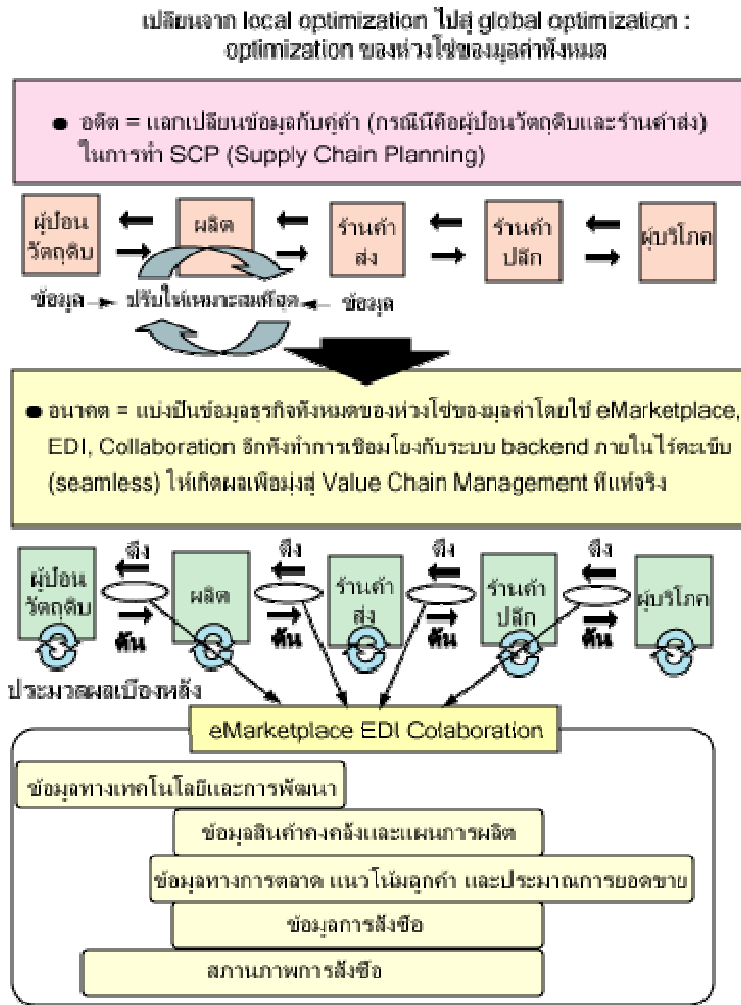 เปลี่ยนจาก local optimization ไปสู่ global optimization :
optimization ของห่วงโซ่ของมูลค่าทั้งหมด
● อดีต = แลกเปลี่ยนข้อมูลกับคู่ค้า (กรณีนี้คือผู้ป้อนวัตถุดิบและร้านค้าส่ง)
ในการทำ SCP (Supply Chain Planning)
ผู้ป้อน
วัตถุดิบ
ผลิต
ร้านค้า
ส่ง
ร้านค้า
ปลีก
ผู้บริโภค
ข้อมูล
ปรับให้เหมาะสมที่สุด
ข้อมูล
● อนาคต = แบ่งปันข้อมูลธุรกิจทั้งหมดของห่วงโซ่ของมูลค่าโดยใช้ eMarketplace,
EDI, Collaboration อีกทั้งทำการเชื่อมโยงกับระบบ backend ภายในไร้ตะเข็บ
(seamless) ให้เกิดผลเพื่อมุ่งสู่ Value Chain Management ที่แท้จริง
ดึง
ดึง
ดึง
ดึง
ผู้ป้อน
วัตถุดิบ
ผลิต
ร้านค้า
ส่ง
ร้านค้า
ปลีก
ผู้บริโภค
ดัน
ดัน
ดัน
ดัน
ประมวลผลเบื้องหลัง
eMarketplace EDI Colaboration
ข้อมูลทางเทคโนโลยีและการพัฒนา
ข้อมูลสินค้าคงคลังและแผนการผลิต
ข้อมูลทางการตลาด แนวโน้มลูกค้า และประมาณการยอดขาย
ข้อมูลการสั่งซื้อ
สถานภาพการสั่งซื้อ